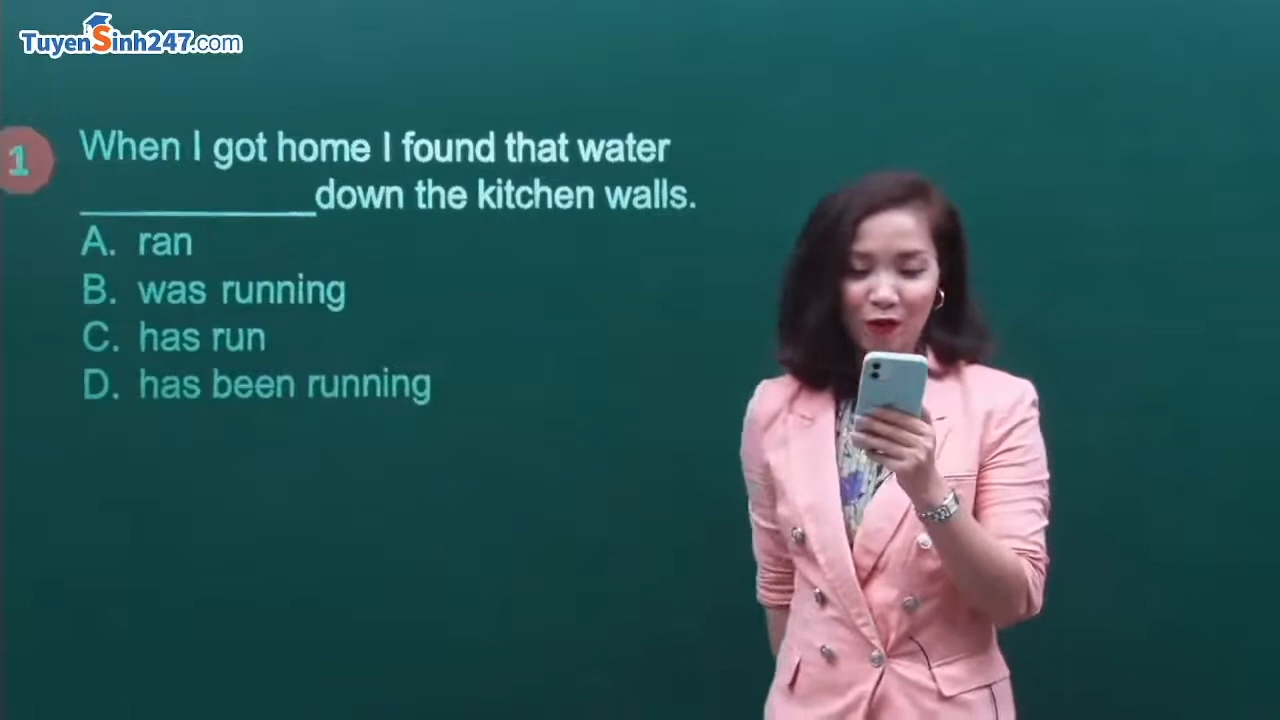 TuyenSinh247.com
1
When I got home I found that water
____________down the kitchen walls.
A. ran
B. was running
C. has run
D. has been running